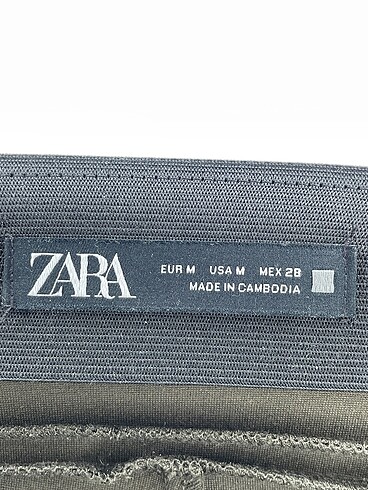 ZARA
EUR M USA M MEX 28
MADE IN CAMBODIA